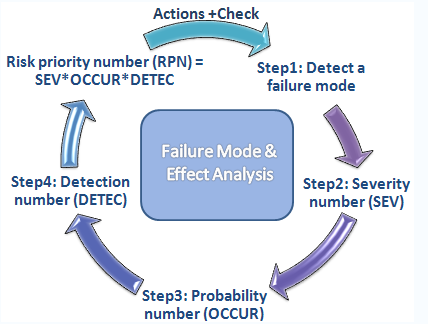 Actions +Check
Step1: Detect a
failure mode
Step2: Severity
number (SEV)
Step3: Probability
number (OCCUR)
Step4: Detection
number (DETEC)
Risk priority number (RPN) =
SEV*OCCUR*DETEC
Failure Mode &
Effect Analysis